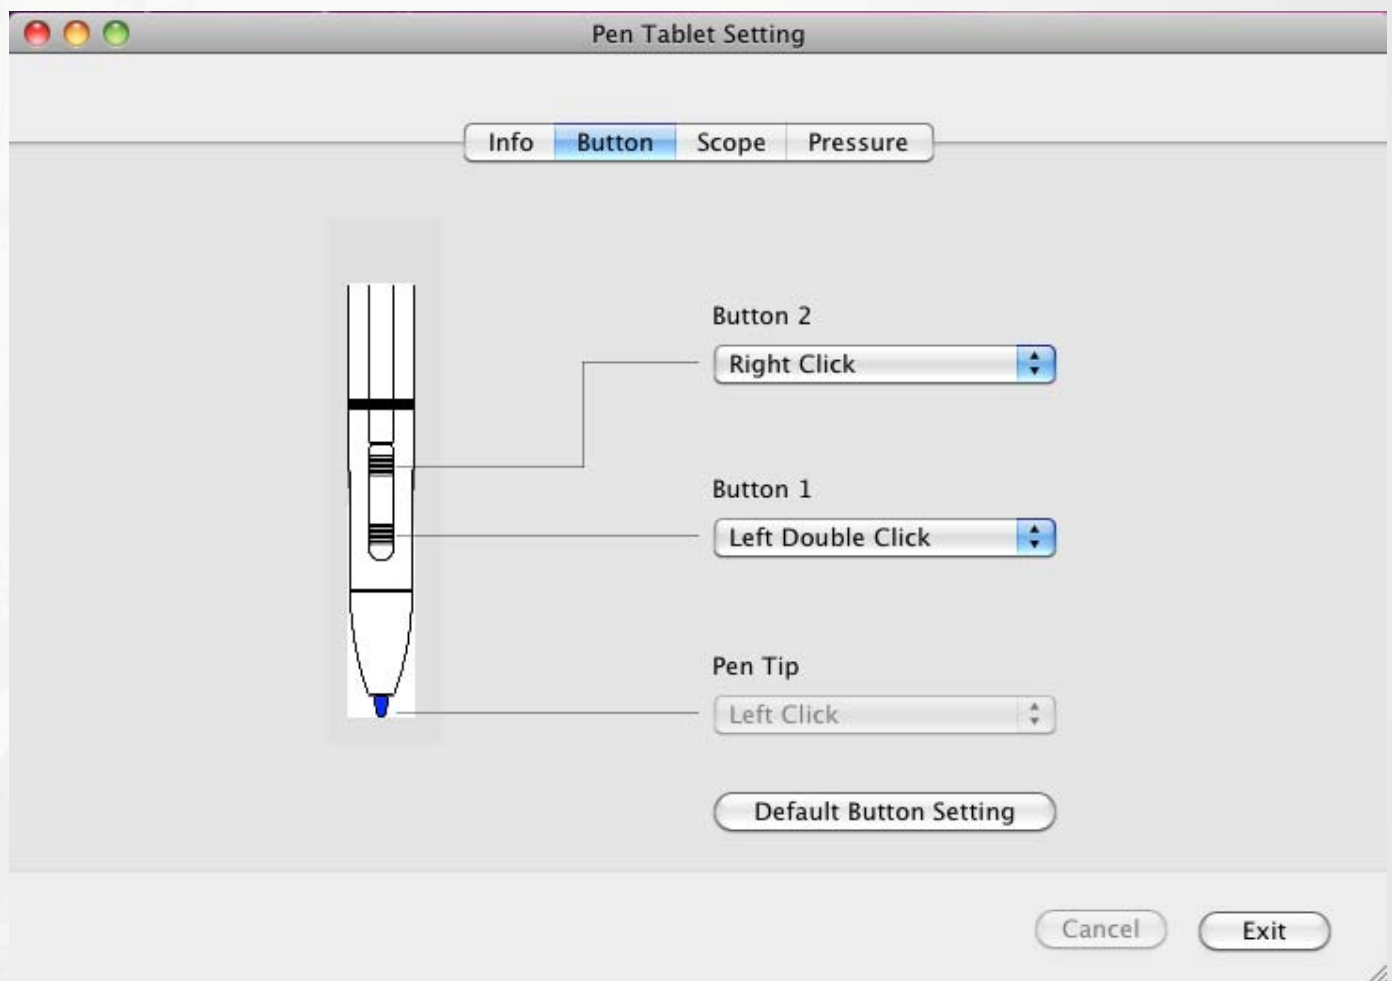 Pen Tablet Setting
Info Button Scope Pressure
Button 2
Right Click
Button 1
Left Double Click
Pen Tip
Left Click
Default Button Setting
Cancel Exit